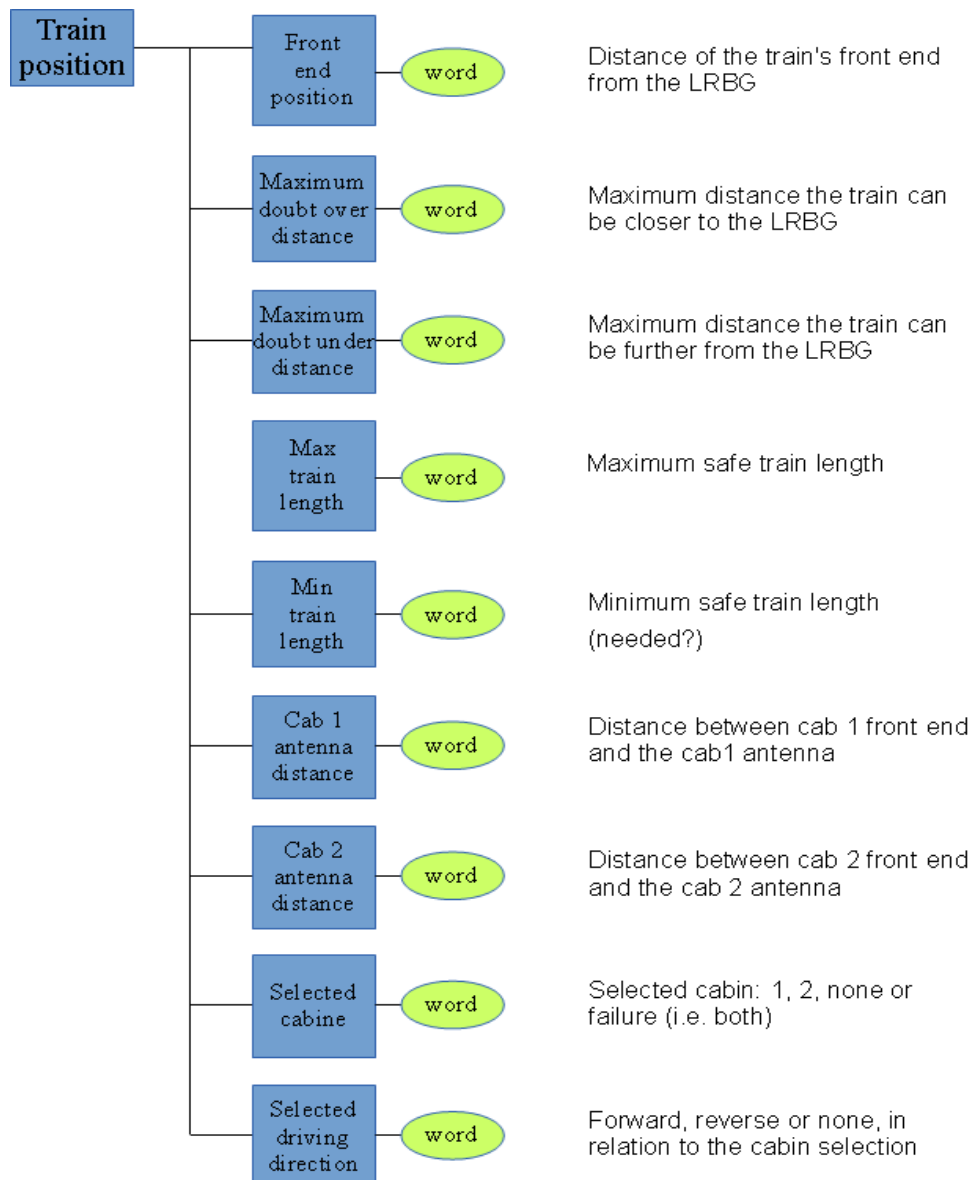 Train
position
Front
end
position
word
Distance of the train's front end
from the LRBG
Maximum
doubt over
distance
word
Maximum distance the train can
be closer to the LRBG
Maximum
doubt under
distance
word
Maximum distance the train can
be further from the LRBG
Max
train
length
word
Maximum safe train length
Min
train
length
word
Minimum safe train length
(needed?)
Cab 1
antenna
distance
word
Distance between cab 1 front end
and the cab1 antenna
Cab 2
antenna
distance
word
Distance between cab 2 front end
and the cab 2 antenna
Selected
cabine
word
Selected cabin: 1, 2, none or
failure (i.e. both)
Selected
driving
direction
word
Forward, reverse or none, in
relation to the cabin selection